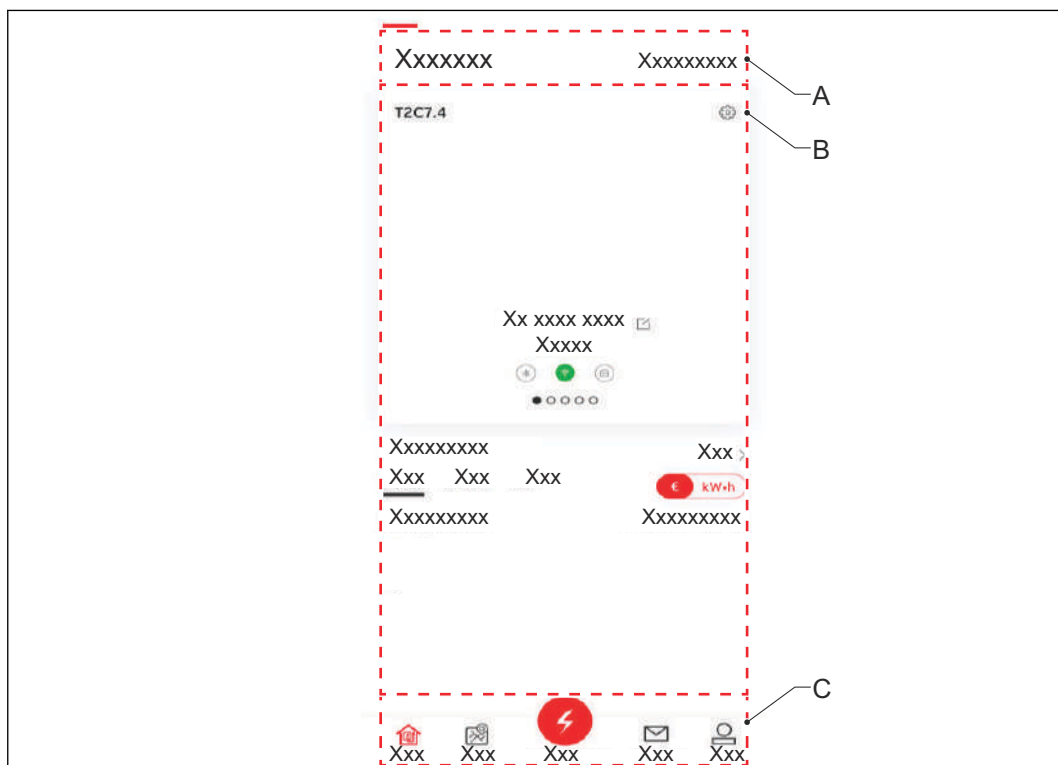 Xxxxxxx Xxxxxxxxx
A
T2C7.4
B
Xx xxxx xxxx
Xxxxx
Xxxxxxxxx Xxx >
Xxx Xxx Xxx € kW•h
Xxxxxxxxx Xxxxxxxxx
C
Xxx Xxx Xxx Xxx Xxx